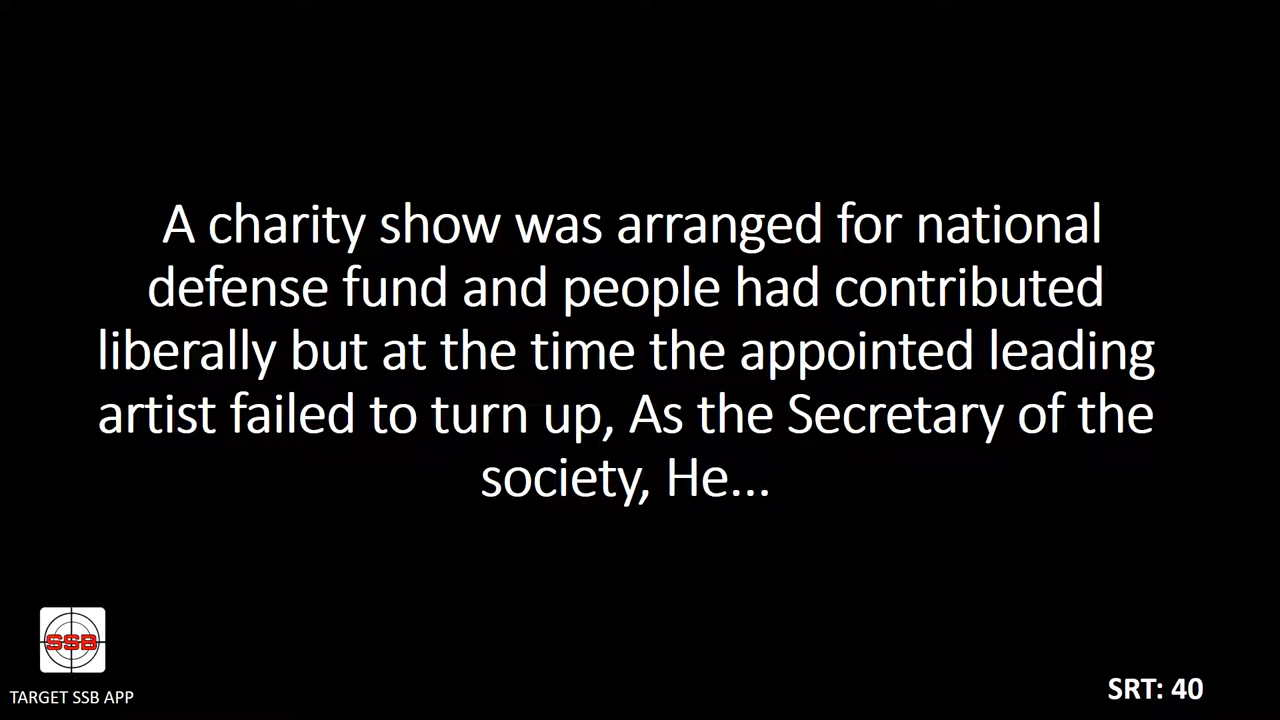 A charity show was arranged for national
defense fund and people had contributed
liberally but at the time the appointed leading
artist failed to turn up, As the Secretary of the
society, He...
SSB
TARGET SSB APP
SRT: 40